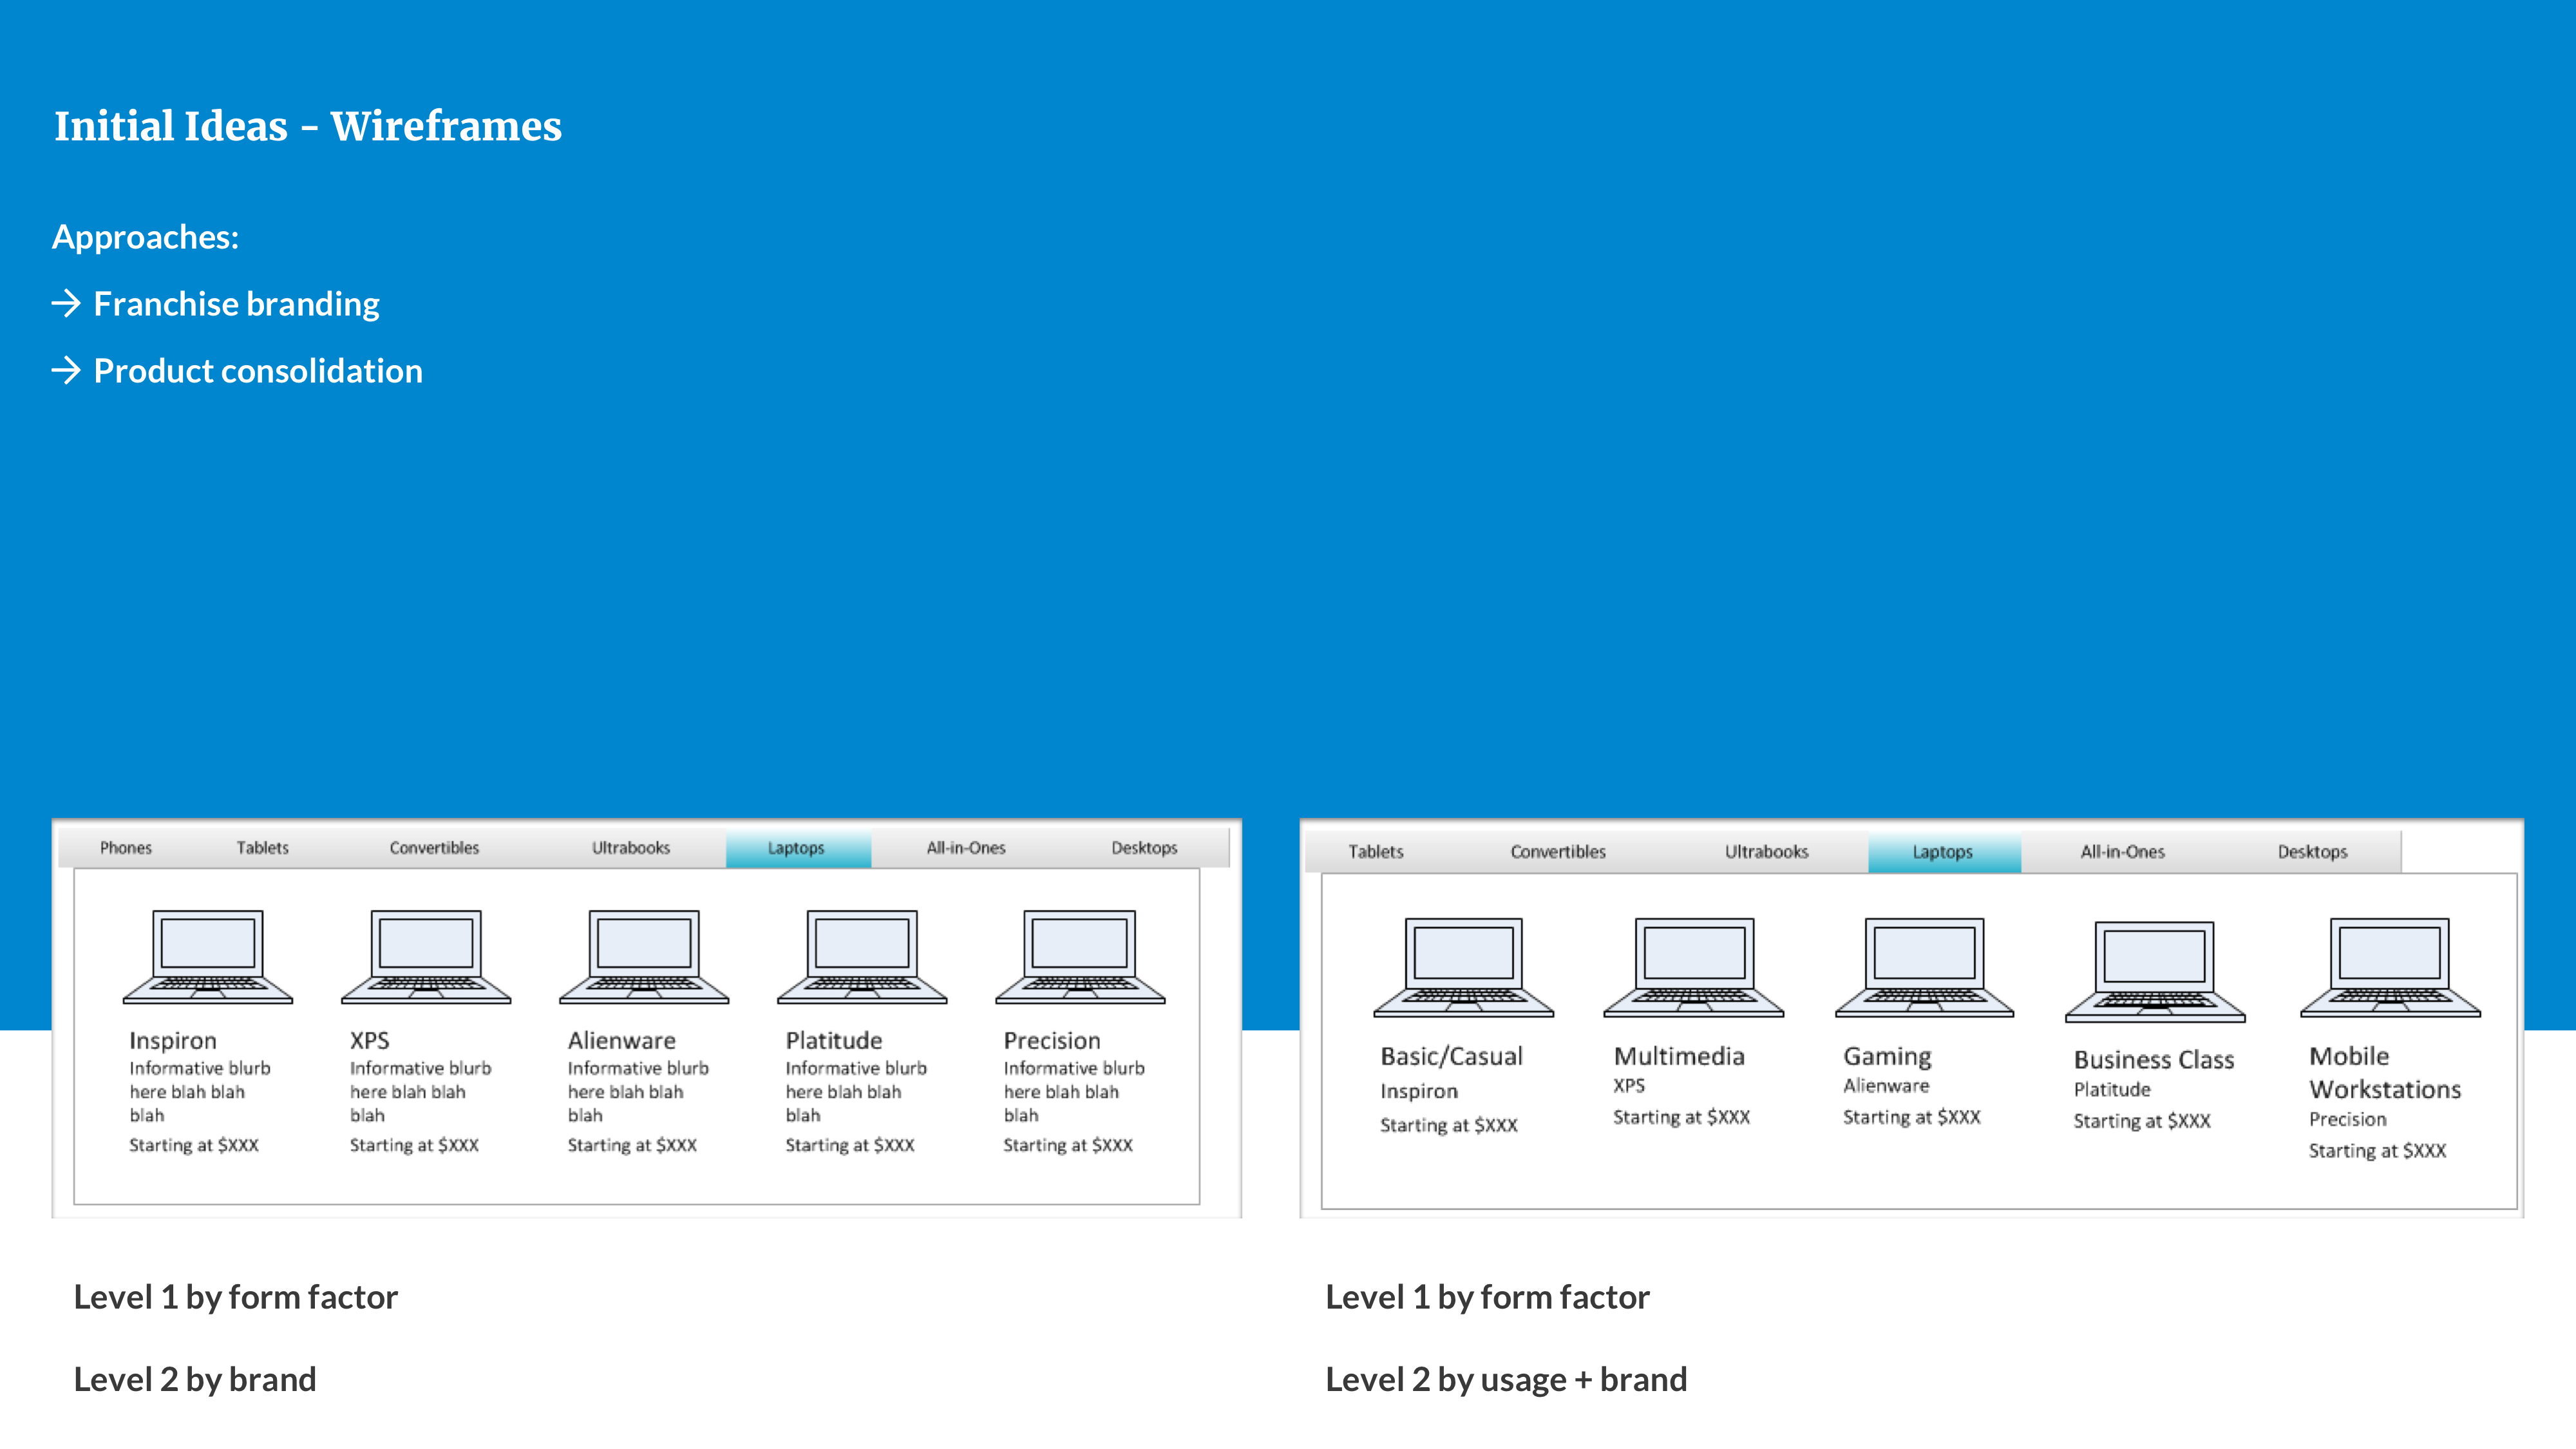 Initial Ideas - Wireframes
Approaches:
→ Franchise branding
→ Product consolidation
Phones Tablets Convertibles Ultrabooks Laptops All-in-Ones Desktops
Inspiron
Informative blurb
here blah blah
blah
Starting at $XXX
XPS
Informative blurb
here blah blah
blah
Starting at $XXX
Alienware
Informative blurb
here blah blah
blah
Starting at $XXX
Platitude
Informative blurb
here blah blah
blah
Starting at $XXX
Precision
Informative blurb
here blah blah
blah
Starting at $XXX
Level 1 by form factor
Level 2 by brand
Tablets Convertibles Ultrabooks Laptops All-in-Ones Desktops
Basic/Casual
Inspiron
Starting at $XXX
Multimedia
XPS
Starting at $XXX
Gaming
Alienware
Starting at $XXX
Business Class
Platitude
Starting at $XXX
Mobile
Workstations
Precision
Starting at $XXX
Level 1 by form factor
Level 2 by usage + brand